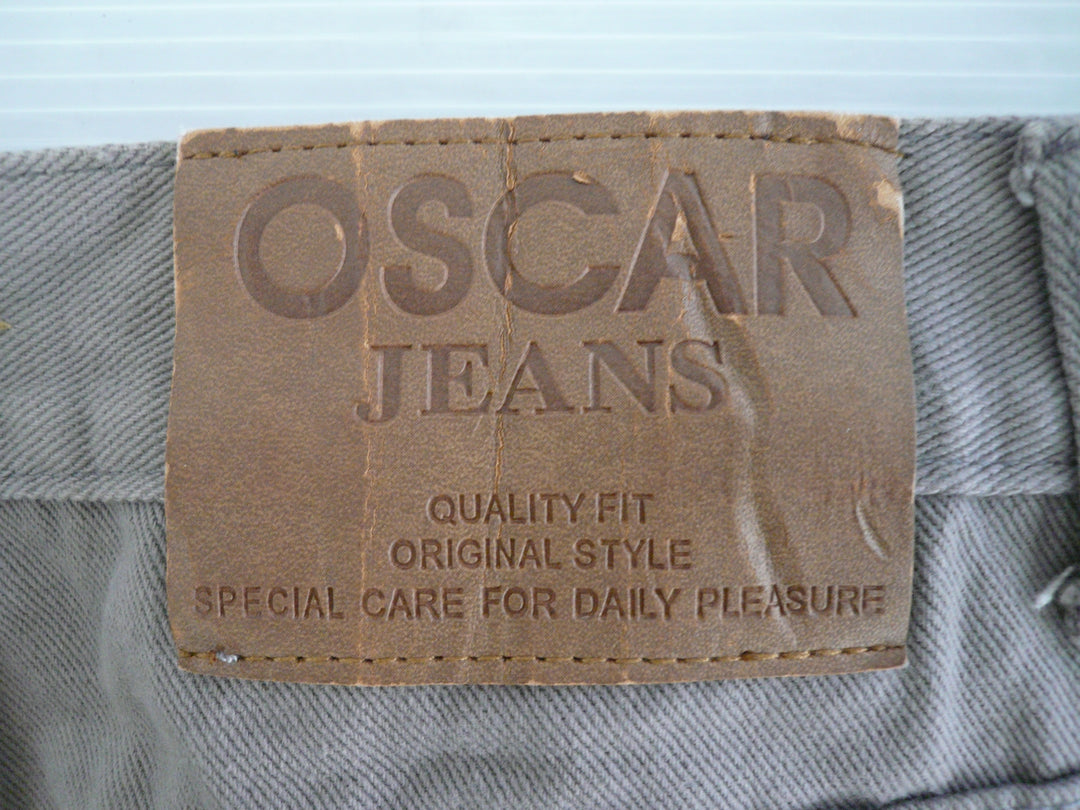 OSCAR
JEANS
QUALITY FIT
ORIGINAL STYLE
SPECIAL CARE FOR DAILY PLEASURE